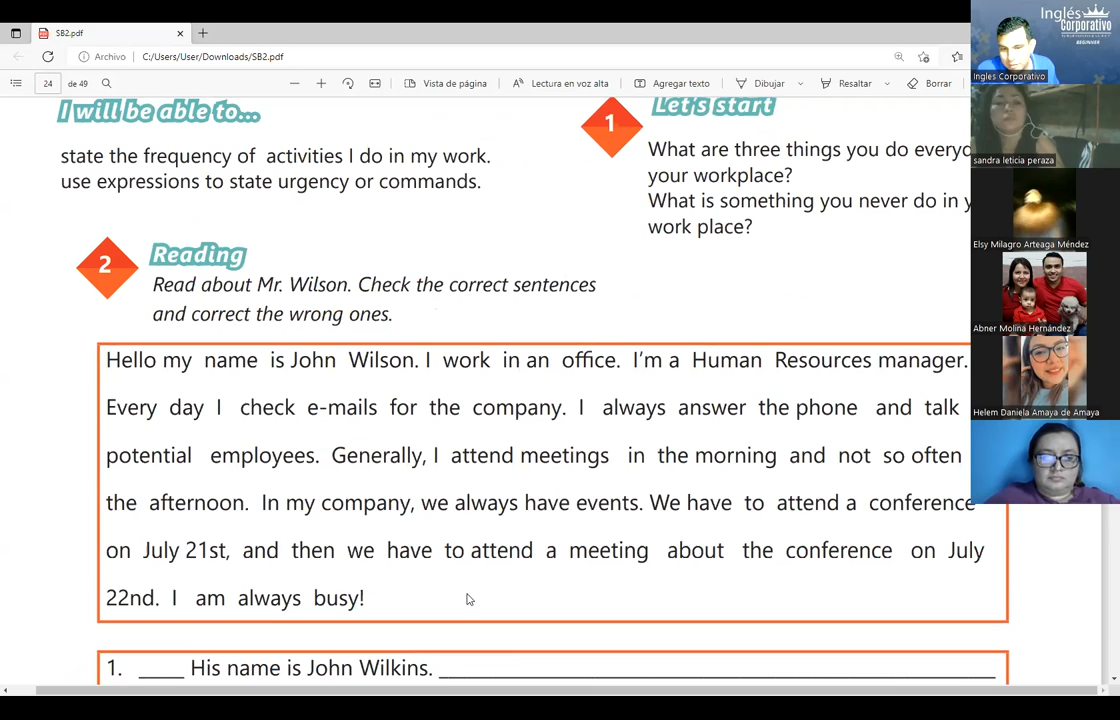 SB2.pdf
Archivo
C:/Users/User/Downloads/SB2.pdf
24
de 49
Vista de página
Lectura en voz alta
Agregar texto
Dibujar
Resaltar
Borrar
I will be able to...
state the frequency of activities I do in my work.
use expressions to state urgency or commands.
1
Let's start
What are three things you do everyd
your workplace?
What is something you never do in y
work place?
2
Reading
Read about Mr. Wilson. Check the correct sentences
and correct the wrong ones.
Hello my name is John Wilson. I work in an office. I'm a Human Resources manager.
Every day I check e-mails for the company. I always answer the phone and talk
potential employees. Generally, I attend meetings in the morning and not so often
the afternoon. In my company, we always have events. We have to attend a conference
on July 21st, and then we have to attend a meeting about the conference on July
22nd. I am always busy!
1. ____ His name is John Wilkins. ____
Inglés
Corporativo
BEGINNER
Ingles Corporativo
sandra leticia peraza
Elsy Milagro Arteaga Méndez
Abner Molina Hernández
Helem Daniela Amaya de Amaya